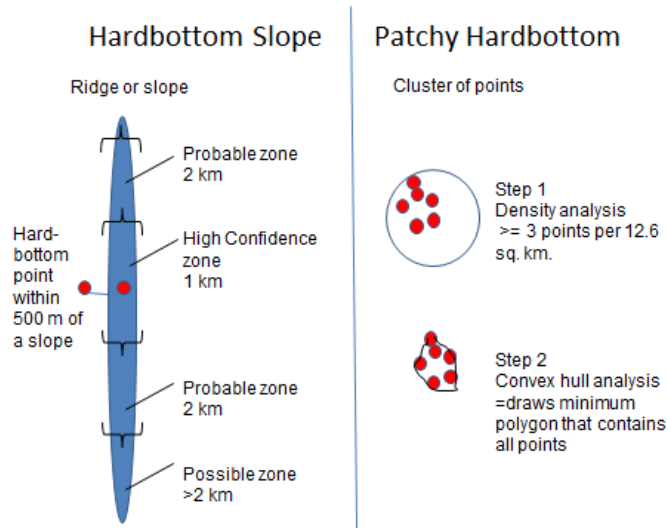 Hardbottom Slope
Ridge or slope
Probable zone
2 km
High Confidence
zone
1 km
Hard-
bottom
point
within
500 m of
a slope
Probable zone
2 km
Possible zone
>2 km
Patchy Hardbottom
Cluster of points
Step 1
Density analysis
>= 3 points per 12.6
sq. km.
Step 2
Convex hull analysis
=draws minimum
polygon that contains
all points